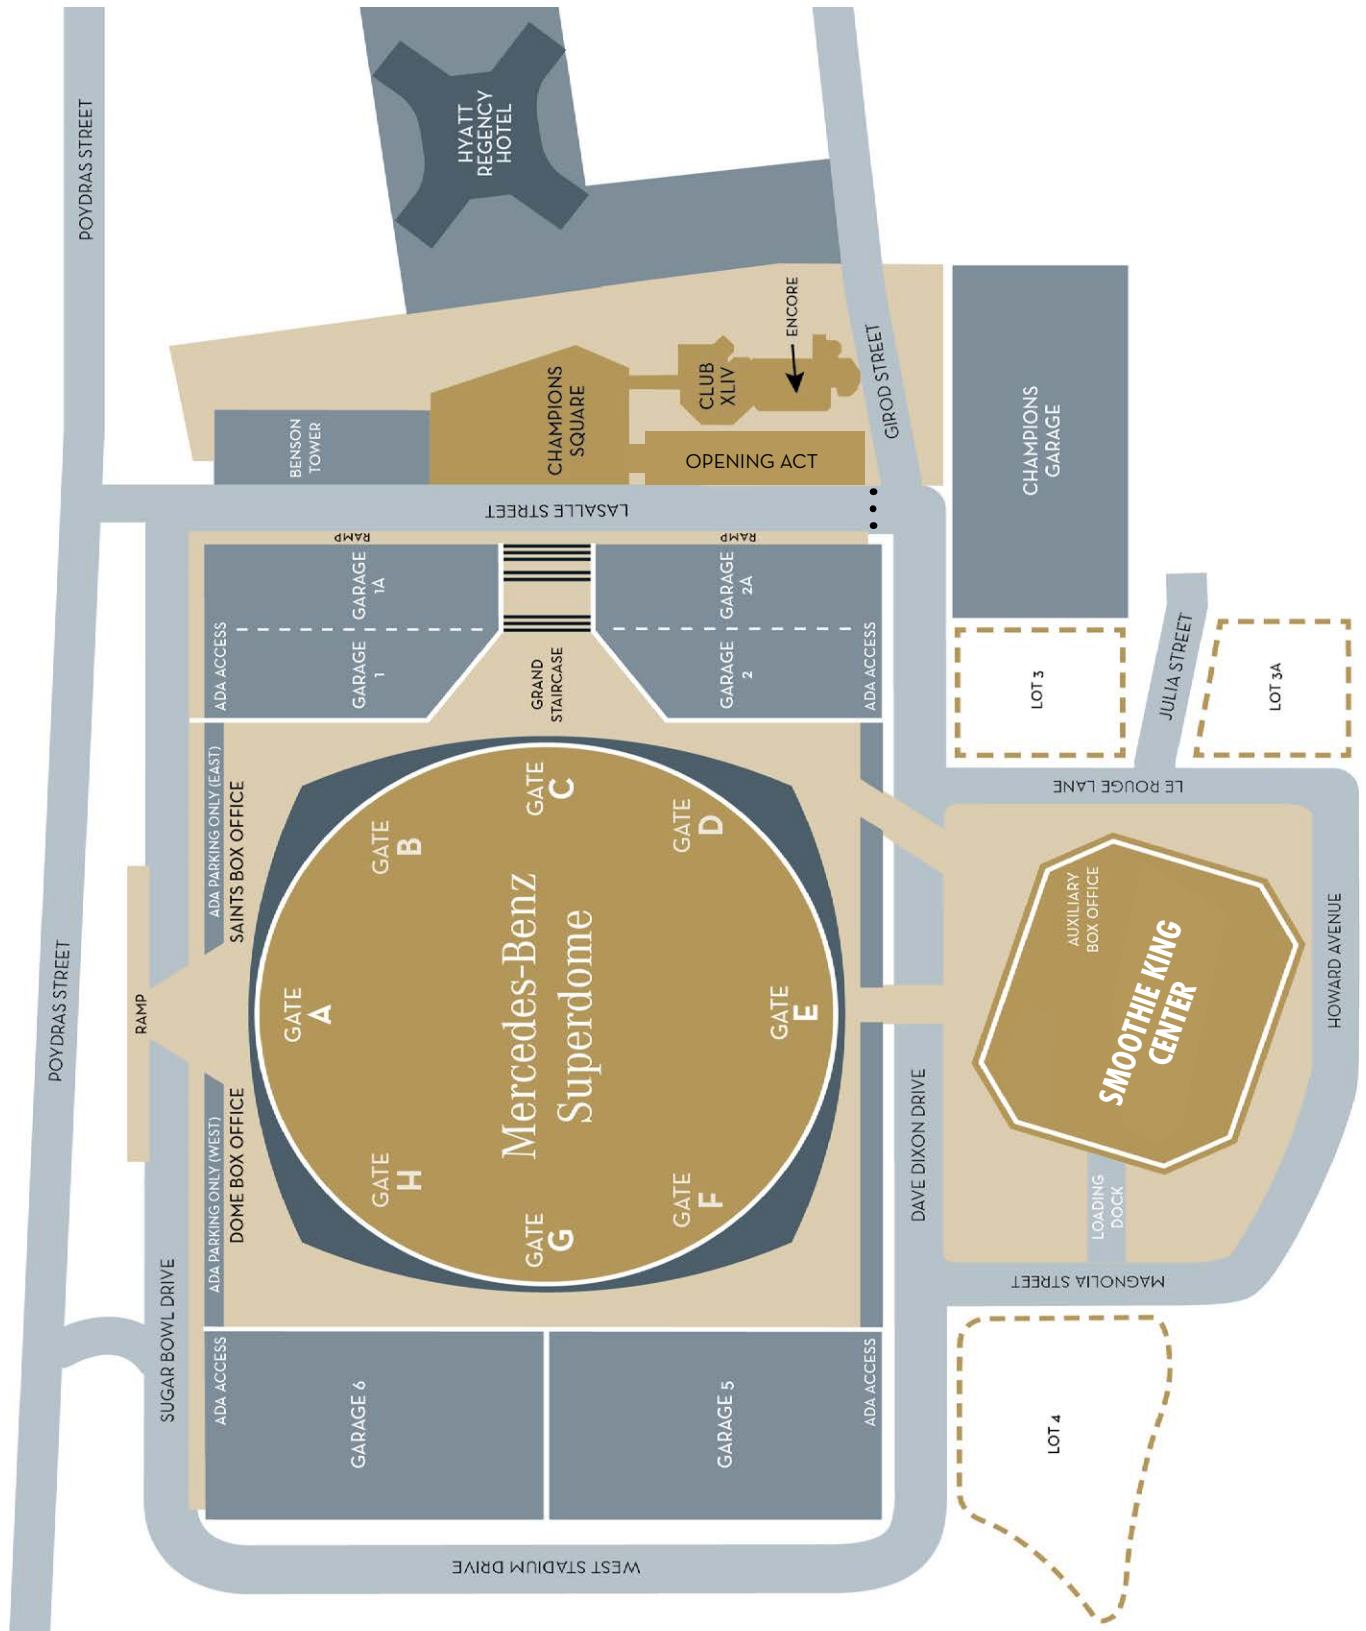 POYDRAS STREET
HYATT
REGENCY
HOTEL
ENCORE
CLUB
XLIV
GIROD STREET
CHAMPIONS
SQUARE
BENSON
TOWER
OPENING ACT
CHAMPIONS
GARAGE
LASALLE STREET
RAMP
RAMP
GARAGE
1A
GARAGE
2A
ADA ACCESS
GARAGE
1
GRAND
STAIRCASE
GARAGE
2
ADA ACCESS
LOT 3
JULIA STREET
LOT 3A
LE ROUGE LANE
ADA PARKING ONLY (EAST)
SAINTS BOX OFFICE
GATE
A
GATE
B
GATE
C
GATE
D
GATE
E
GATE
F
GATE
G
GATE
H
Mercedes-Benz
Superdome
AUXILIARY
BOX OFFICE
SMOOTHIE KING
CENTER
HOWARD AVENUE
POYDRAS STREET
RAMP
ADA PARKING ONLY (WEST)
DOME BOX OFFICE
DAVE DIXON DRIVE
LOADING
DOCK
MAGNOLIA STREET
SUGAR BOWL DRIVE
ADA ACCESS
GARAGE 6
GARAGE 5
ADA ACCESS
LOT 4
WEST STADIUM DRIVE